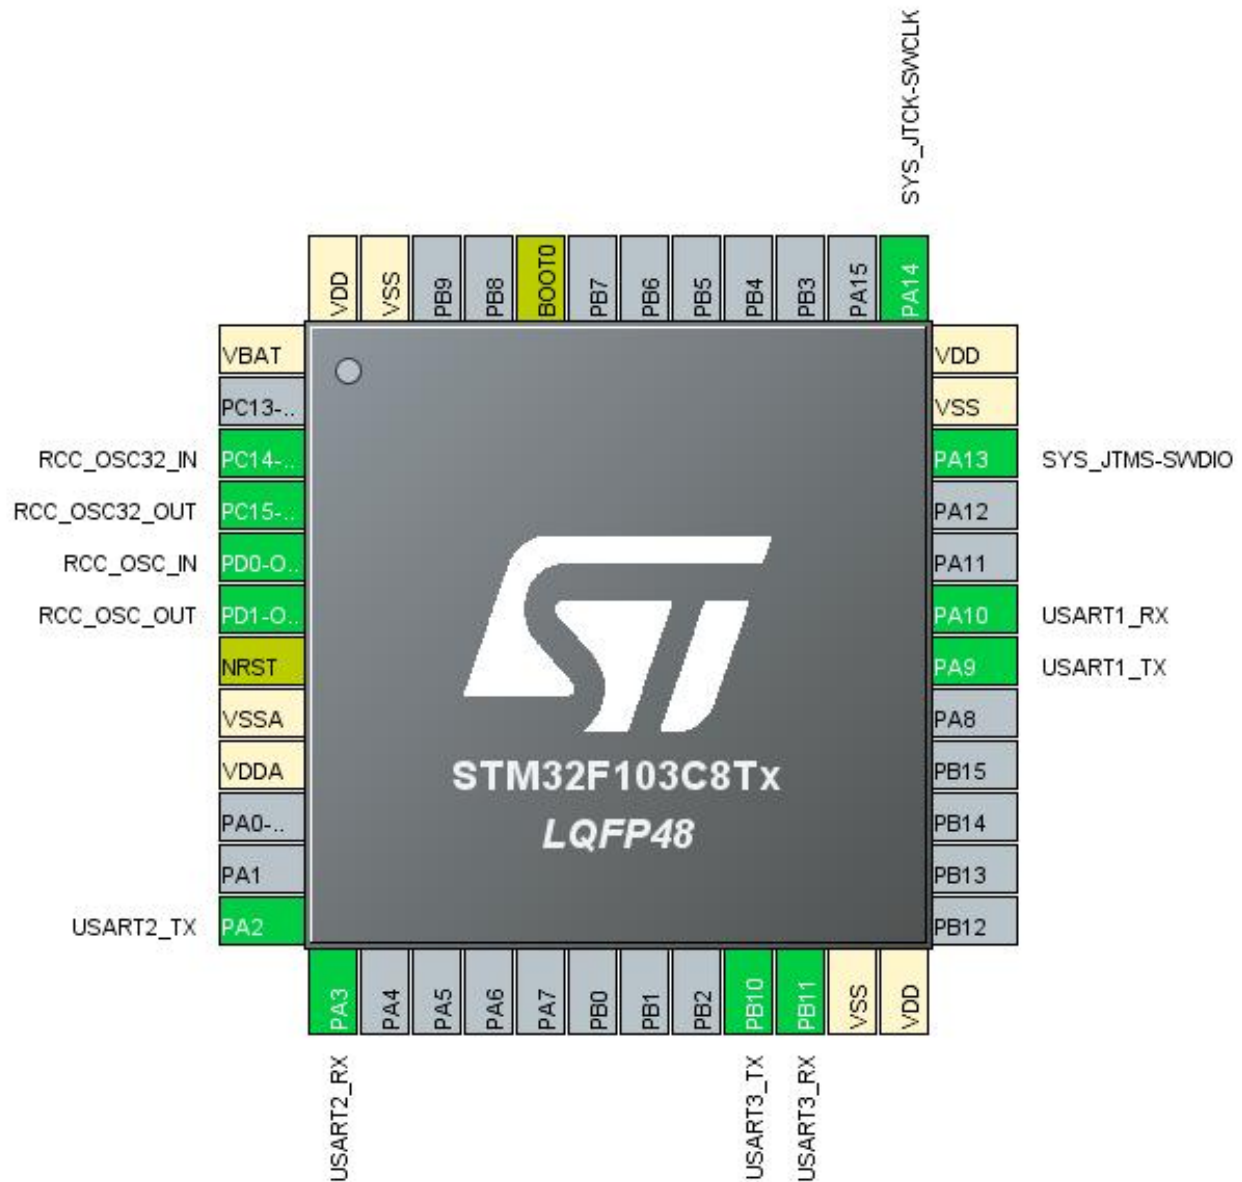 SYS_JTCK-SWCLK
VDD
VSS
PB9
PB8
BOOT0
PB7
PB6
PB5
PB4
PB3
PA15
PA14
VBAT
PC13-..
RCC_OSC32_IN PC14-..
RCC_OSC32_OUT PC15-..
RCC_OSC_IN PD0-O..
RCC_OSC_OUT PD1-O..
NRST
VSSA
VDDA
PA0-..
PA1
USART2_TX PA2
VDD
VSS
PA13 SYS_JTMS-SWDIO
PA12
PA11
PA10 USART1_RX
PA9 USART1_TX
PA8
PB15
PB14
PB13
PB12
ST
STM32F103C8Tx
LQFP48
PA3
PA4
PA5
PA6
PA7
PB0
PB1
PB2
PB10
PB11
VSS
VDD
USART2_RX
USART3_TX
USART3_RX